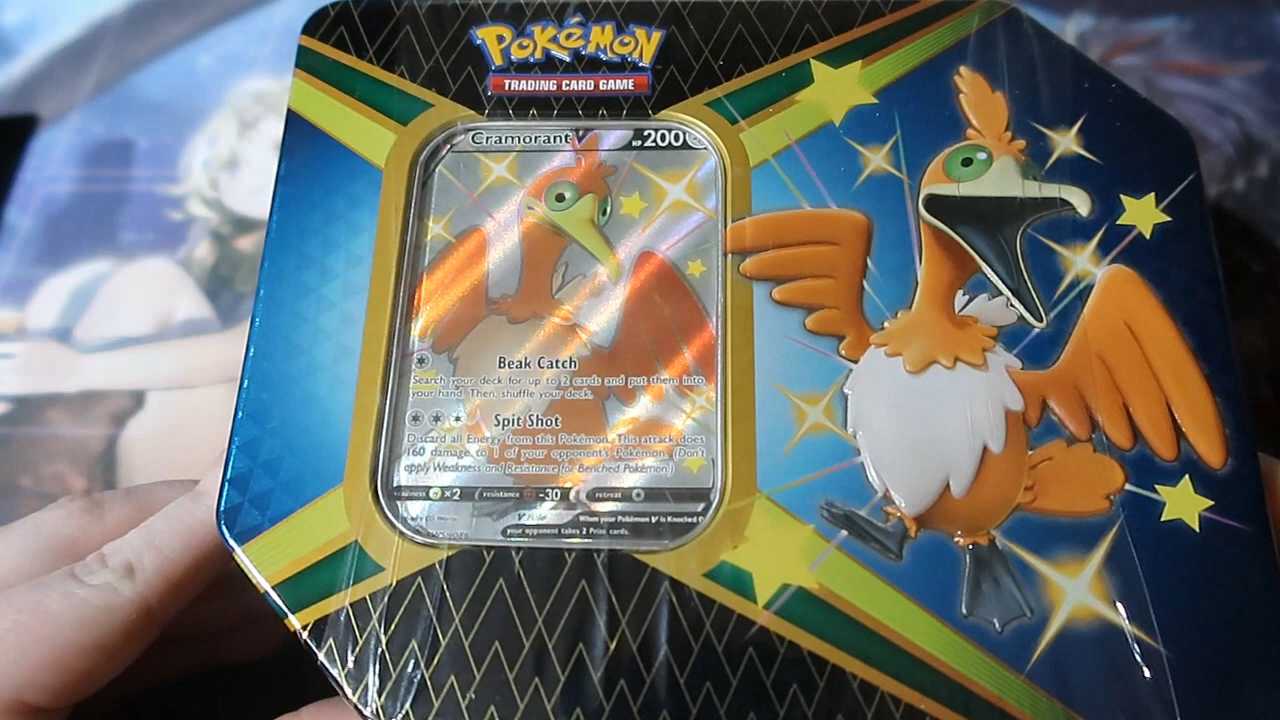 POKéMON
TRADING CARD GAME
Cramorant
HP 200
Beak Catch
Search your deck for up to 2 cards and put them into
your hand. Then, shuffle your deck.
Spit Shot
Discard all Energy from this Pokémon. This attack does
160 damage to 1 of your opponent's Pokémon. (Don't
apply Weakness and Resistance for Benched Pokémon.)
×2 resistance -30 retreat
When your Pokémon V is Knocked
your opponent takes 2 Prize cards.